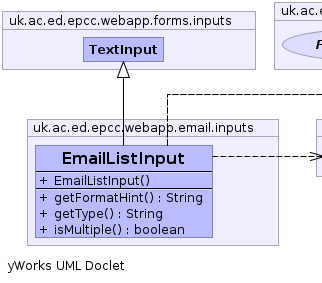 uk.ac.ed.epcc.webapp.forms.inputs
uk.ac.e
TextInput
uk.ac.ed.epcc.webapp.email.inputs
EmailListInput
+ EmailListInput()
+ getFormatHint() : String
+ getType() : String
+ isMultiple() : boolean
yWorks UML Doclet